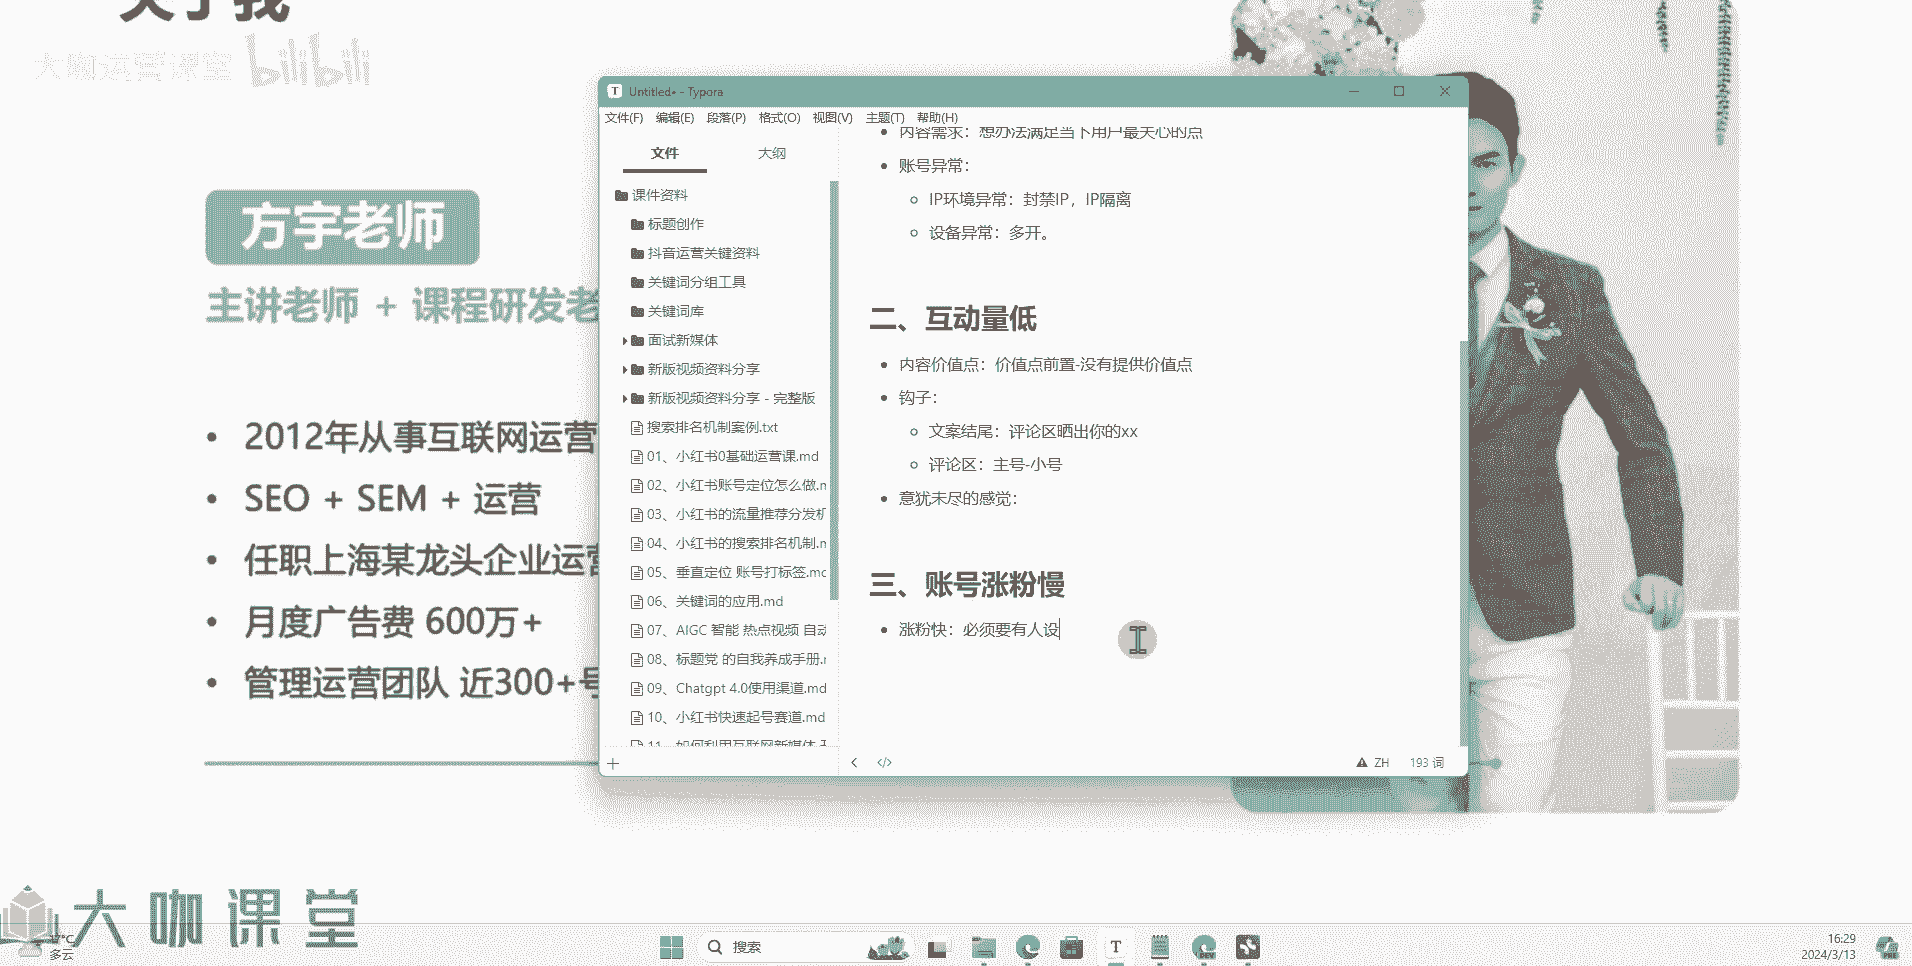 关于我
大咖运营课堂 bilibili
方宇老师
主讲老师 + 课程研发老
2012年从事互联网运营
SEO + SEM + 运营
任职上海某龙头企业运营
月度广告费 600万+
管理运营团队 近300+号
Untitled• - Typora
文件(F) 编辑(E) 段落(P) 格式(O) 视图(V) 主题(T) 帮助(H)
文件 大纲
课件资料
标题创作
抖音运营关键资料
关键词分组工具
关键词库
面试新媒体
新版视频资料分享
新版视频资料分享 - 完整版
搜索排名机制案例.txt
01、小红书0基础运营课.md
02、小红书账号定位怎么做.m
03、小红书的流量推荐分发机
04、小红书的搜索排名机制.m
05、垂直定位 账号打标签.md
06、关键词的应用.md
07、AIGC 智能 热点视频 自动
08、标题党 的自我养成手册.m
09、Chatgpt 4.0使用渠道.md
10、小红书快速起号赛道.md
11、如何利用互联网新媒体
内容需求：想办法满足当下用户最关心的点
账号异常：
IP环境异常：封禁IP，IP隔离
设备异常：多开。
二、互动量低
内容价值点：价值点前置-没有提供价值点
钩子：
文案结尾：评论区晒出你的xx
评论区：主号-小号
意犹未尽的感觉：
三、账号涨粉慢
涨粉快：必须要有人设
ZH 193 词
大咖课堂
多云
搜索
16:29
2024/3/13